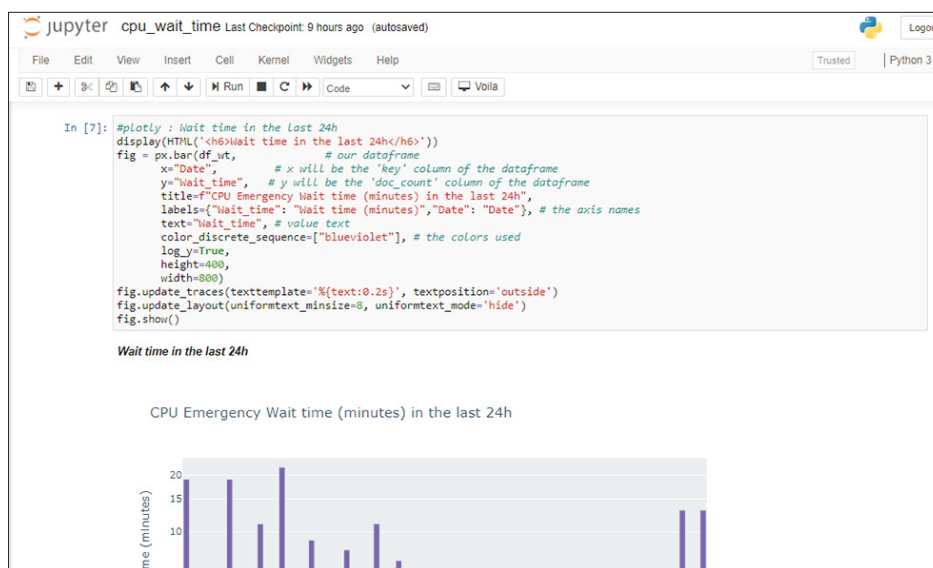 jupyter cpu_wait_time Last Checkpoint: 9 hours ago (autosaved)
File Edit View Insert Cell Kernel Widgets Help Trusted Python 3
Run Code Voila
In [7]: #plotly : Wait time in the last 24h
display(HTML('<h6>Wait time in the last 24h</h6>'))
fig = px.bar(df_wt, # our dataframe
x="Date", # x will be the 'key' column of the dataframe
y="Wait_time", # y will be the 'doc_count' column of the dataframe
title=f"CPU Emergency Wait time (minutes) in the last 24h",
labels={"Wait_time": "Wait time (minutes)","Date": "Date"}, # the axis names
text="Wait_time", # value text
color_discrete_sequence=["blueviolet"], # the colors used
log_y=True,
height=400,
width=800)
fig.update_traces(texttemplate='%{text:0.2s}', textposition='outside')
fig.update_layout(uniformtext_minsize=8, uniformtext_mode='hide')
fig.show()
Wait time in the last 24h
CPU Emergency Wait time (minutes) in the last 24h
20
15
10
me (minutes)